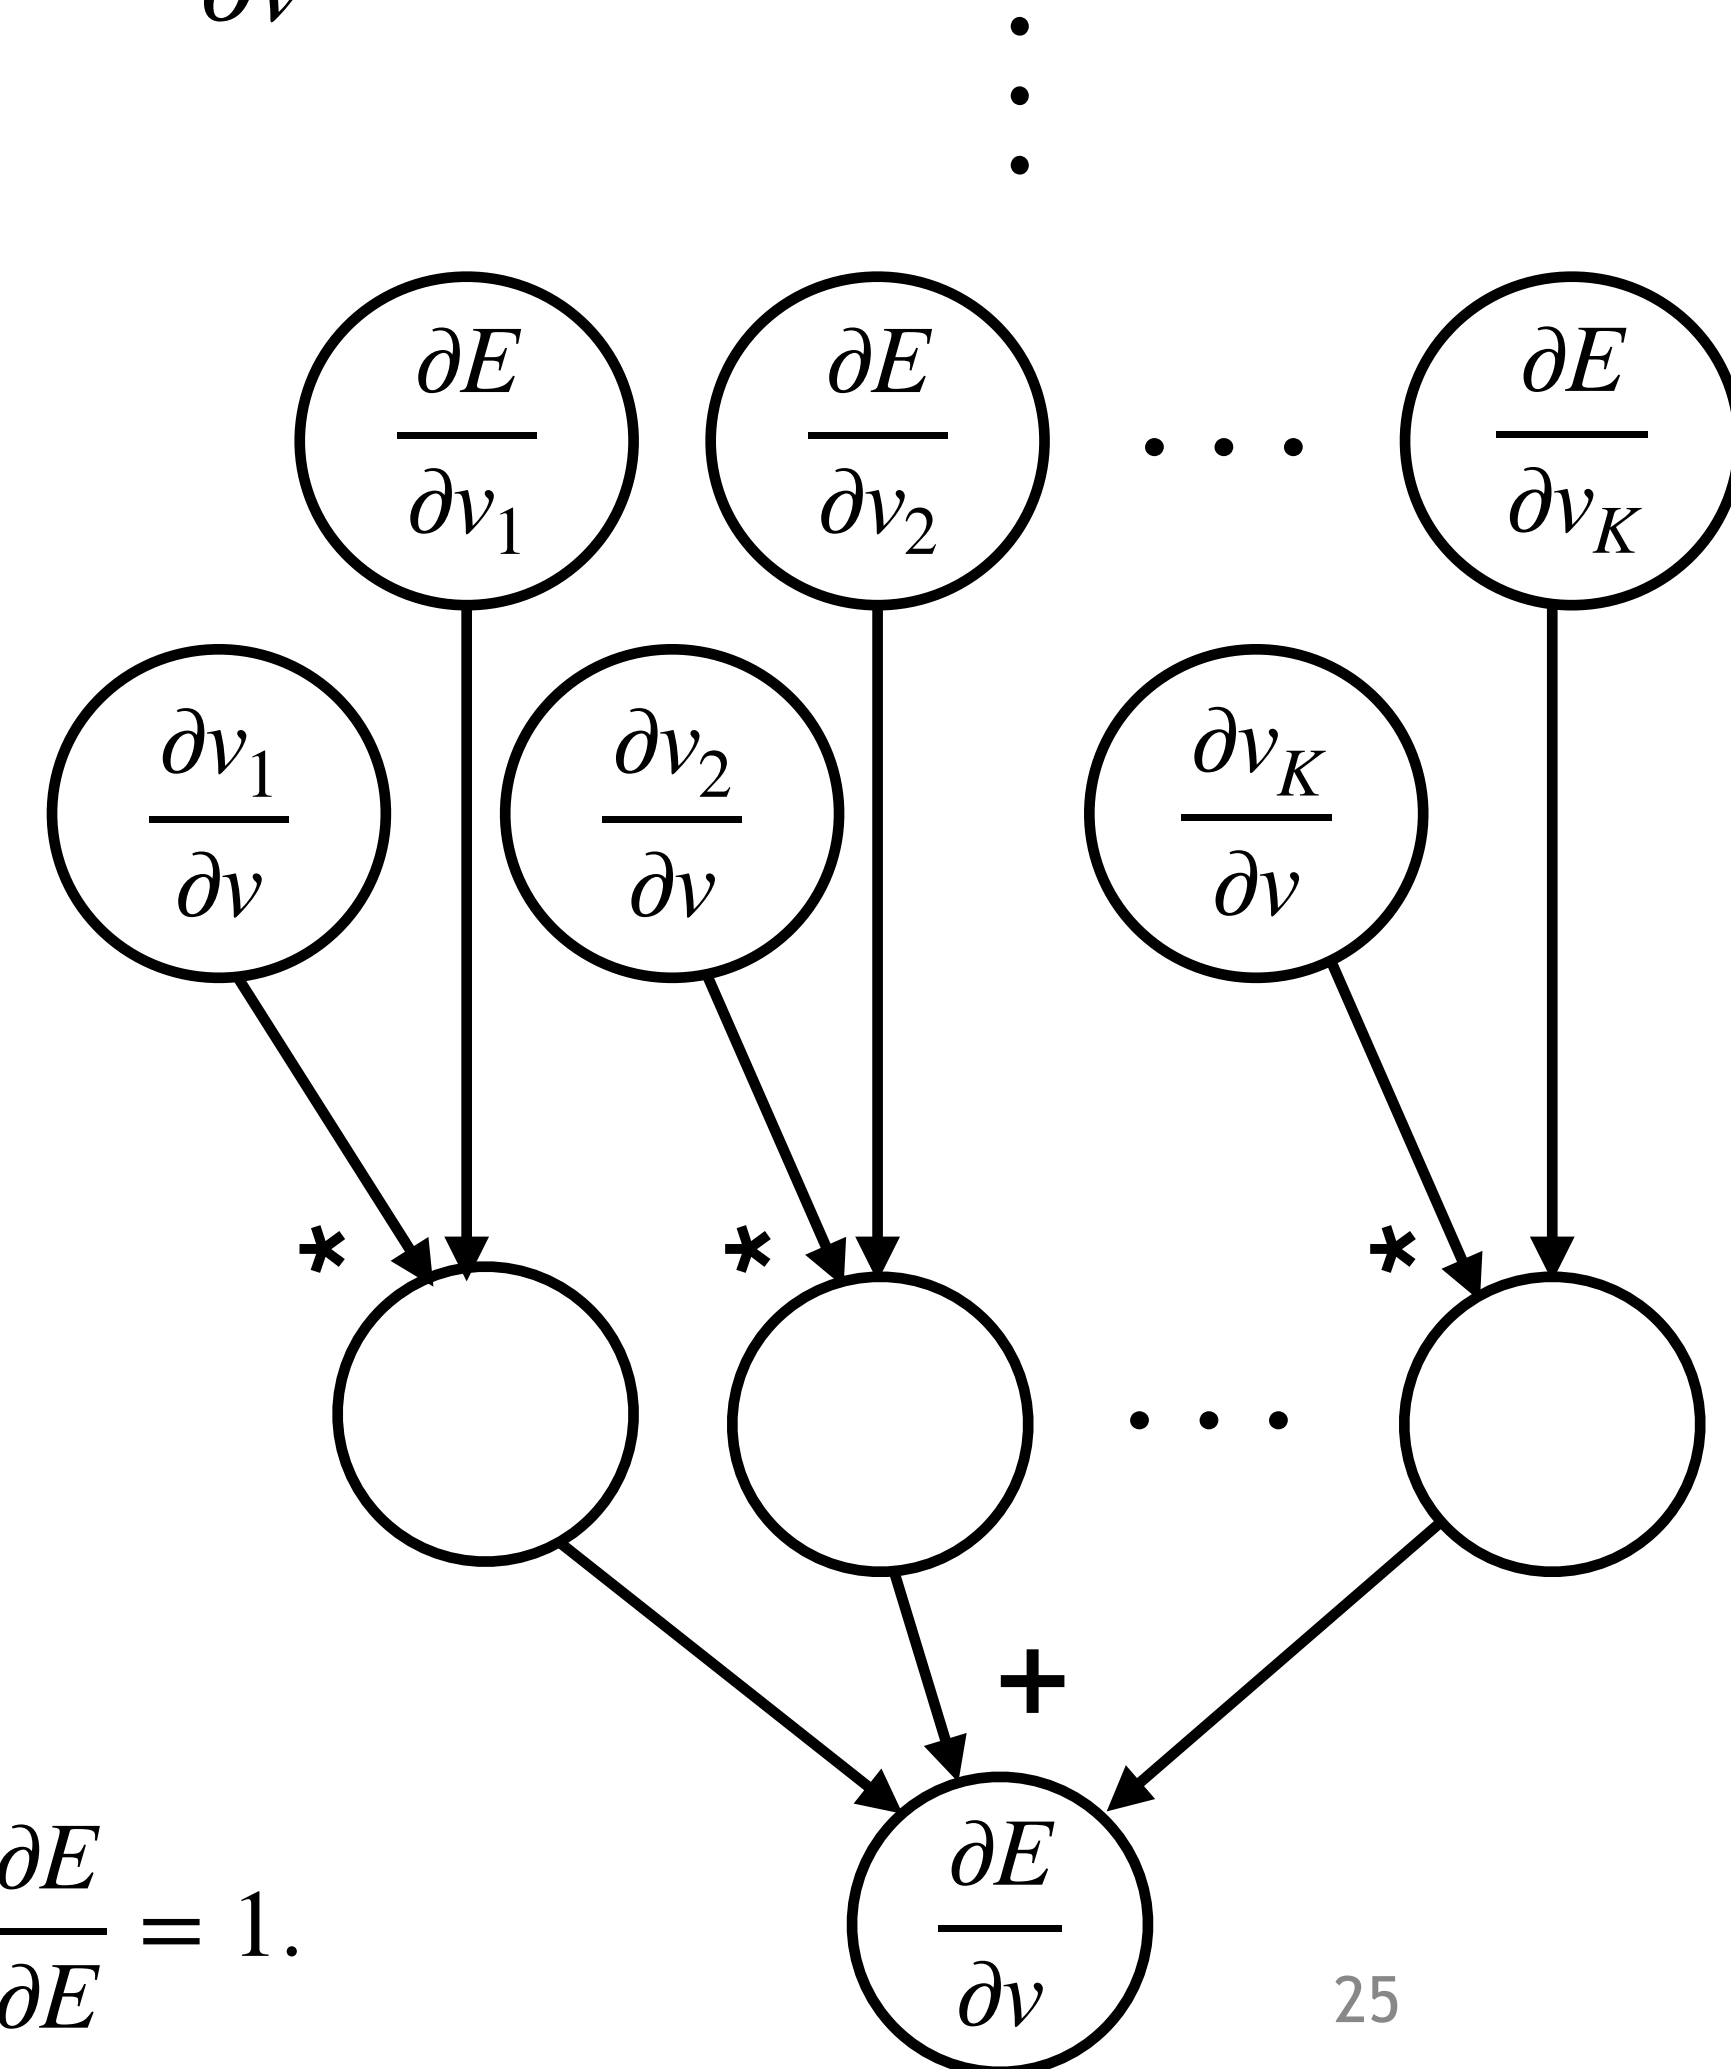 ∂v
⋮
∂E/∂v₁ ∂E/∂v₂ · · · ∂E/∂v_K
∂v₁/∂v ∂v₂/∂v ∂v_K/∂v
* * *
· · ·
+
∂E/∂E = 1. ∂E/∂v
25